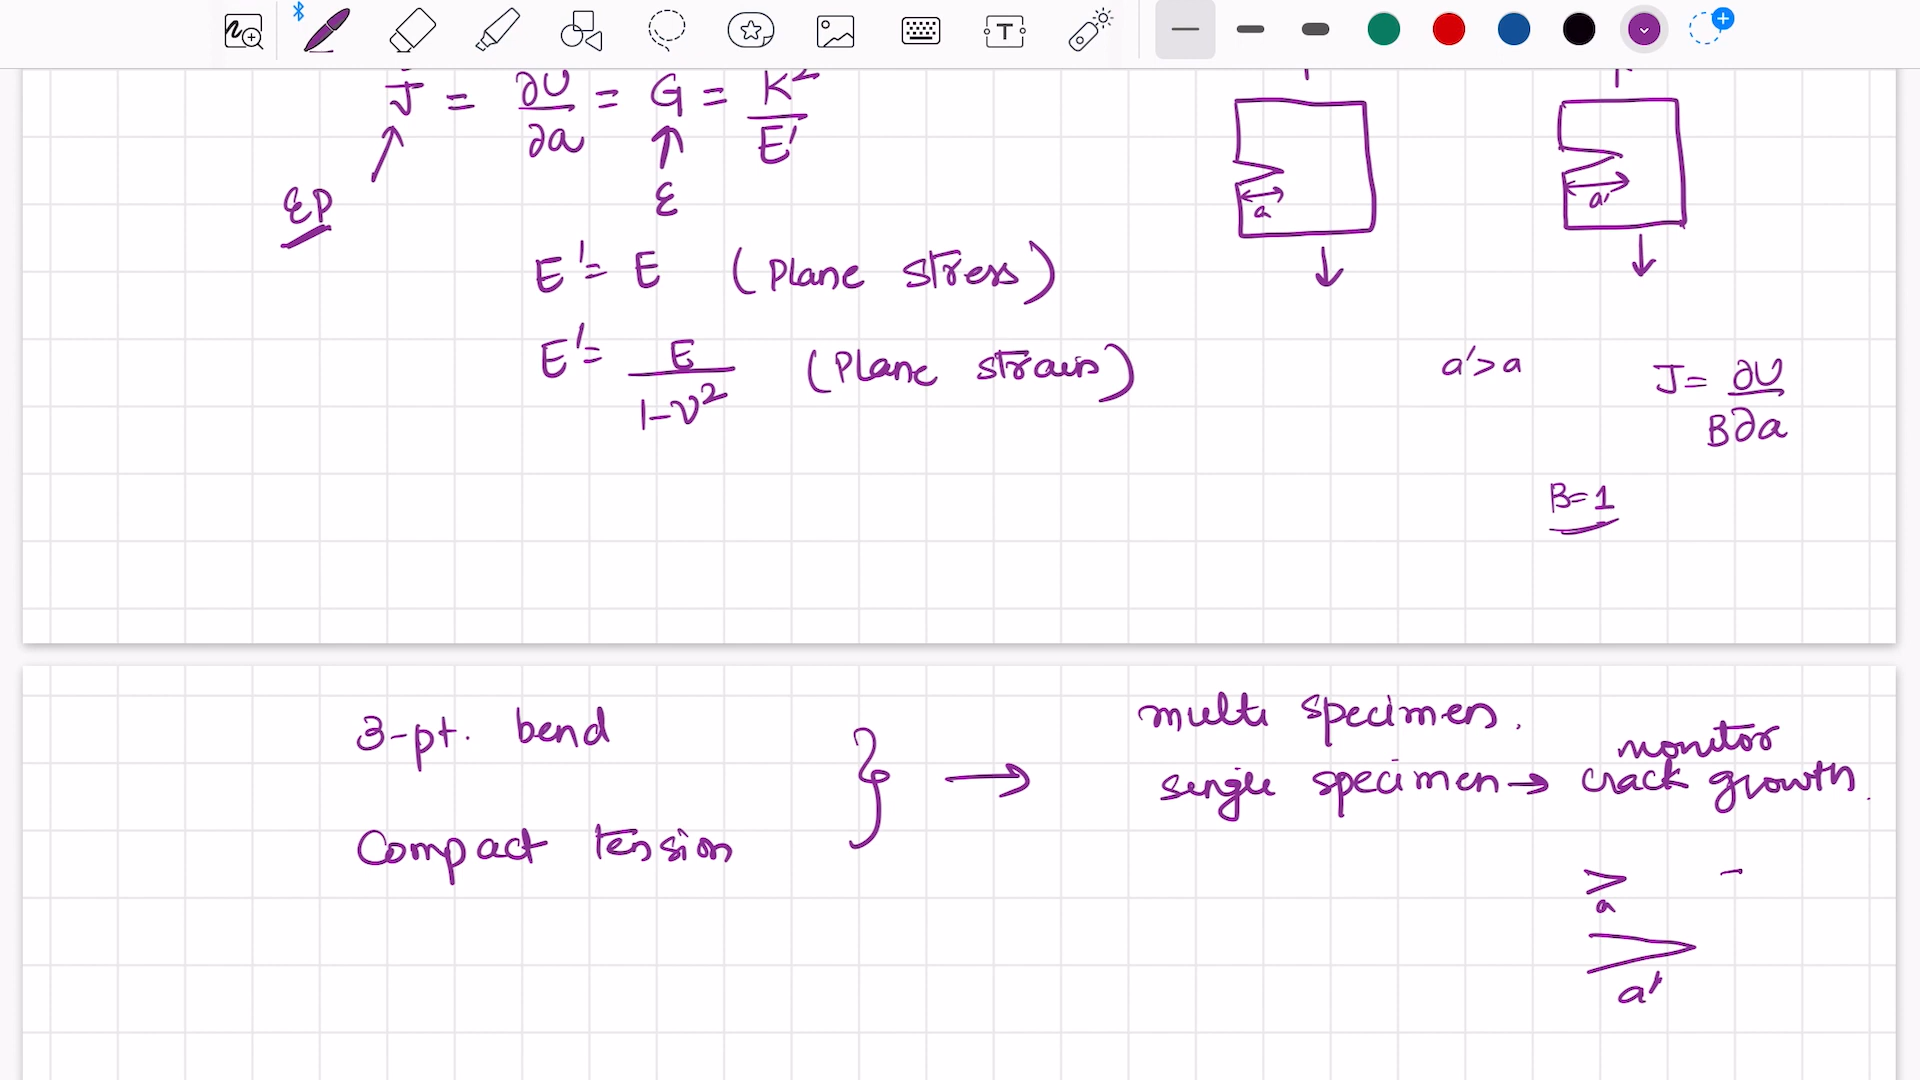 J = ∂U/∂a = G = K²/E'
EP
ε
E' = E (Plane stress)
E' = E/(1-ν²) (Plane strain)
a
a'
a' > a
J = ∂U/B∂a
B=1
3-pt. bend
Compact tension
multi specimen.
single specimen → monitor crack growth.
a
a'